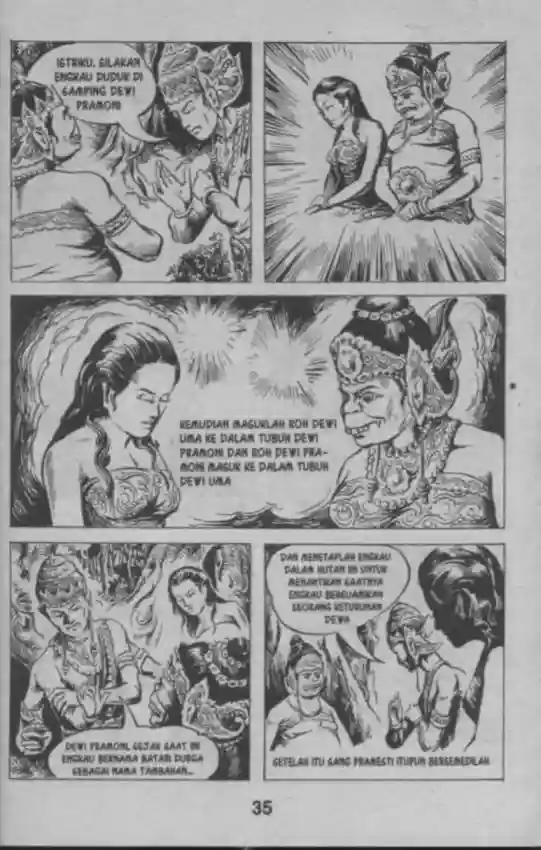 ISTRIKU, SILAKAN
ENGKAU DUDUK DI
SAMPING DEWI
PRAMONI
KEMUDIAN MASUKLAH ROH DEWI
UMA KE DALAM TUBUH DEWI
PRAMONI DAN ROH DEWI PRA-
MONI MASUK KE DALAM TUBUH
DEWI UMA
DEWI PRAMONI, SEJAK SAAT INI
ENGKAU BERNAMA BATARI DURGA
SEBAGAI NAMA TAMBAHAN...
DAN MENETAPLAH ENGKAU
DALAM HUTAN INI UNTUK
MENANTIKAN SAATNYA
ENGKAU BERSUAMIKAN
SEORANG KETURUNAN
DEWA
SETELAH ITU SANG PRAMESTI ITUPUN BERSEMEDILAH
35